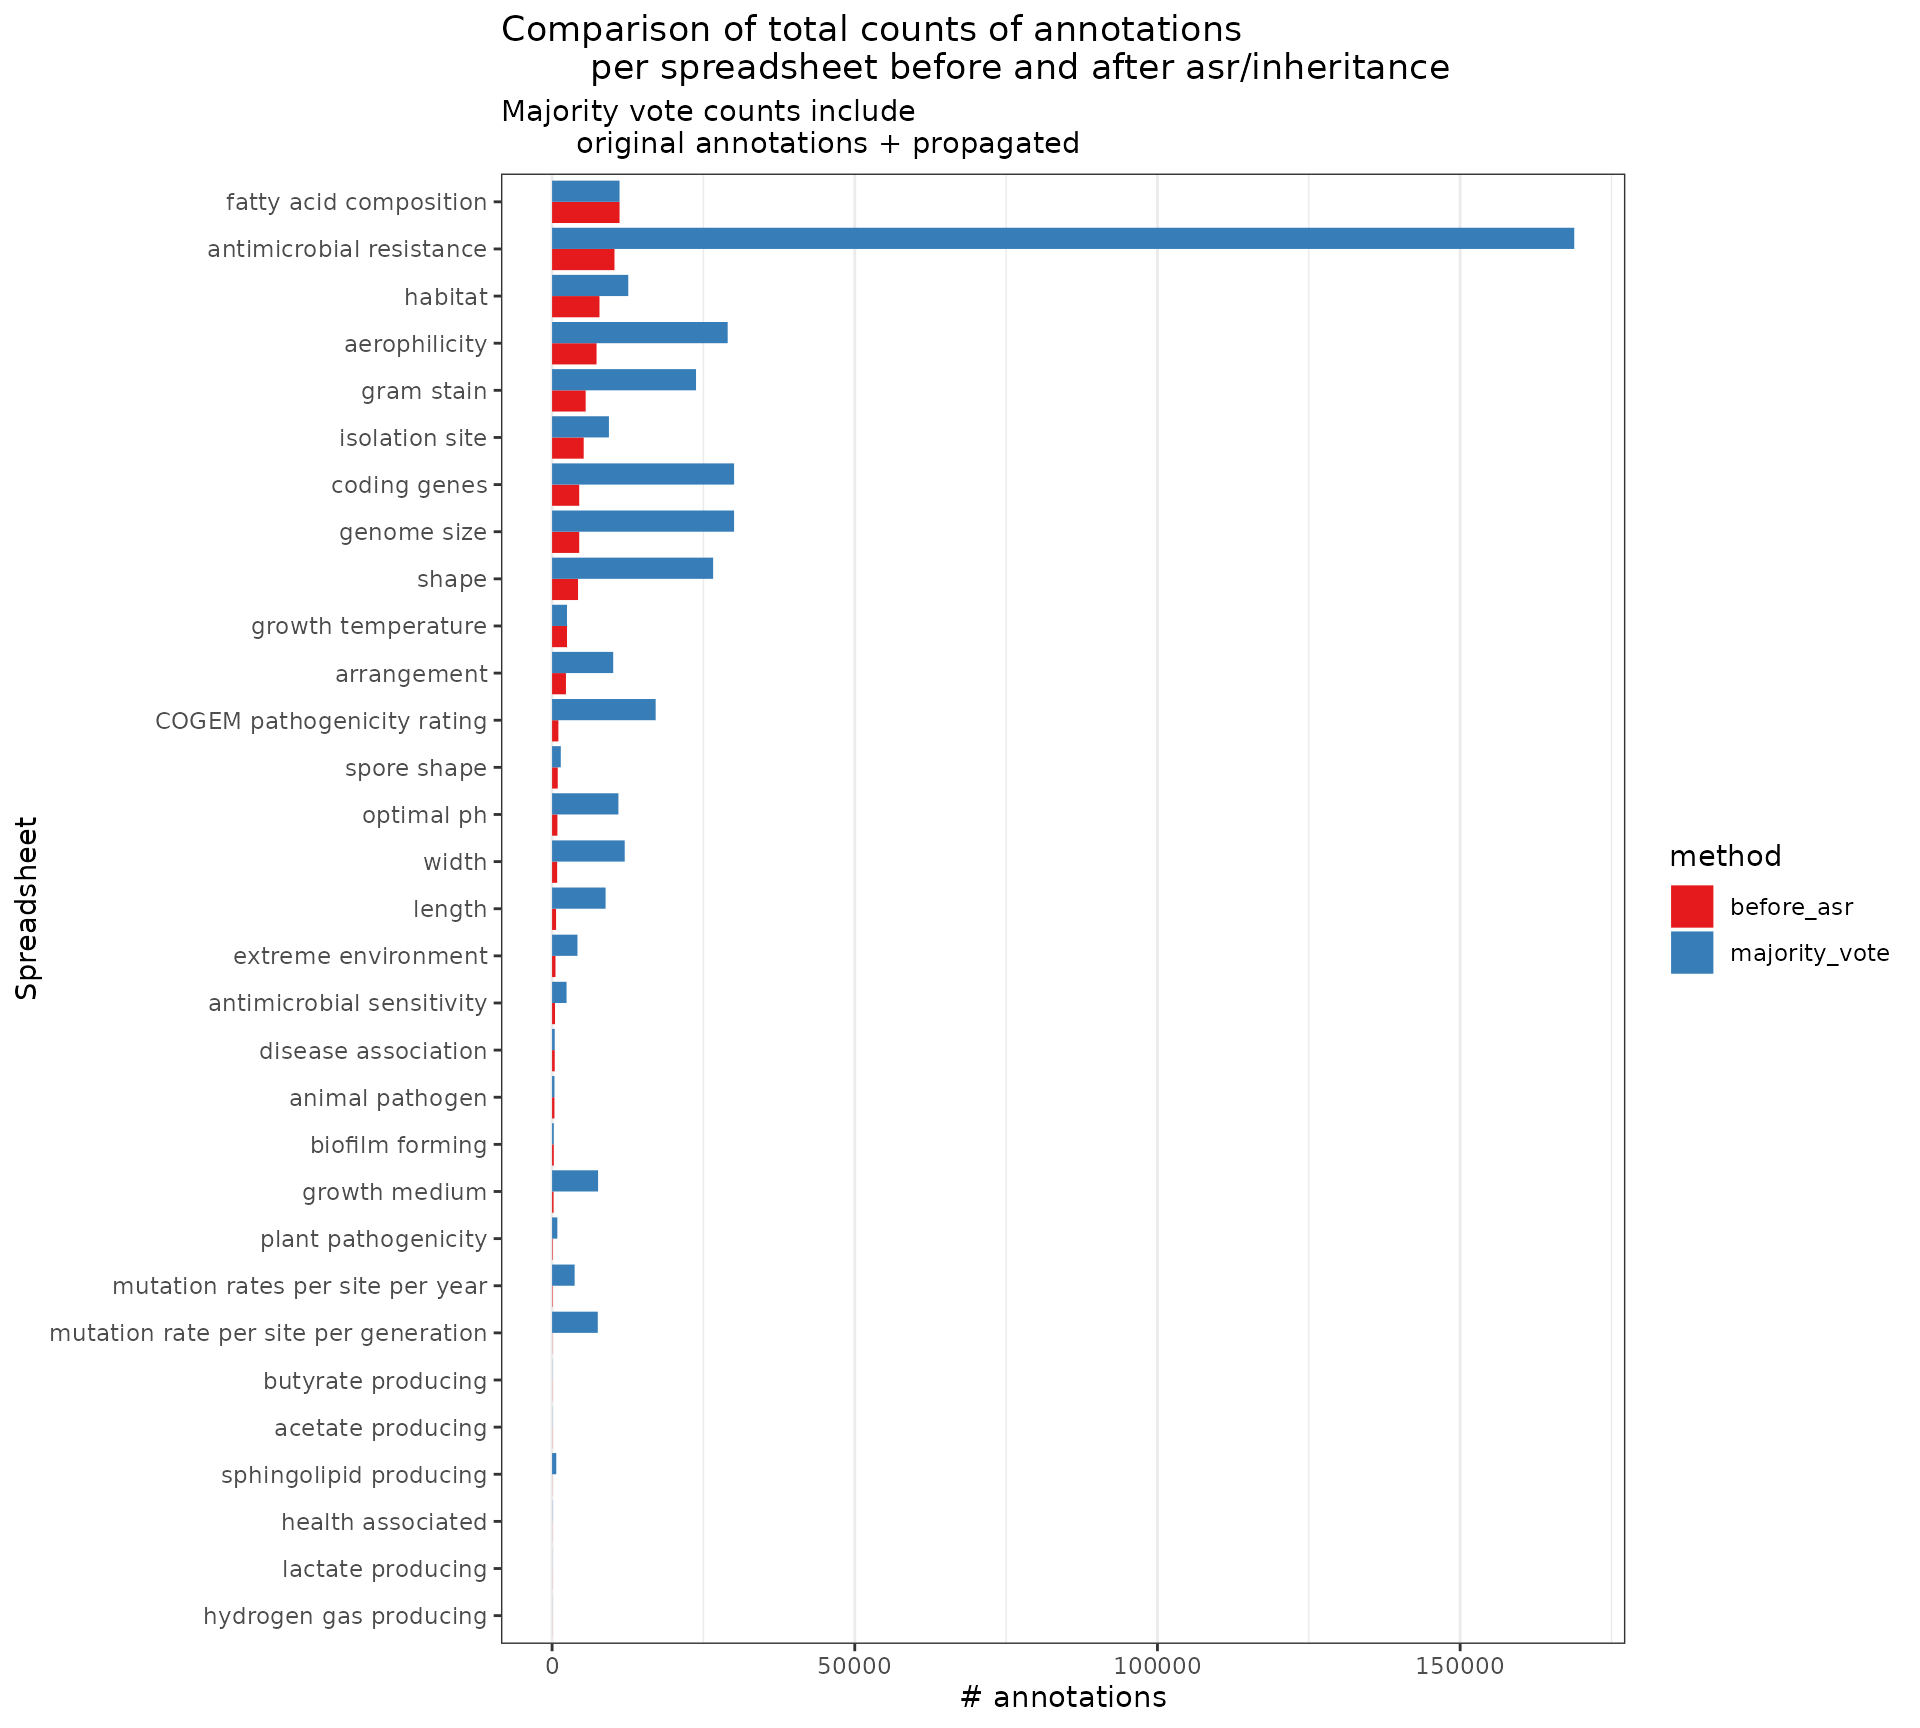 Comparison of total counts of annotations
per spreadsheet before and after asr/inheritance
Majority vote counts include
original annotations + propagated
Spreadsheet
fatty acid composition
antimicrobial resistance
habitat
aerophilicity
gram stain
isolation site
coding genes
genome size
shape
growth temperature
arrangement
COGEM pathogenicity rating
spore shape
optimal ph
width
length
extreme environment
antimicrobial sensitivity
disease association
animal pathogen
biofilm forming
growth medium
plant pathogenicity
mutation rates per site per year
mutation rate per site per generation
butyrate producing
acetate producing
sphingolipid producing
health associated
lactate producing
hydrogen gas producing
0 50000 100000 150000
# annotations
method
before_asr
majority_vote